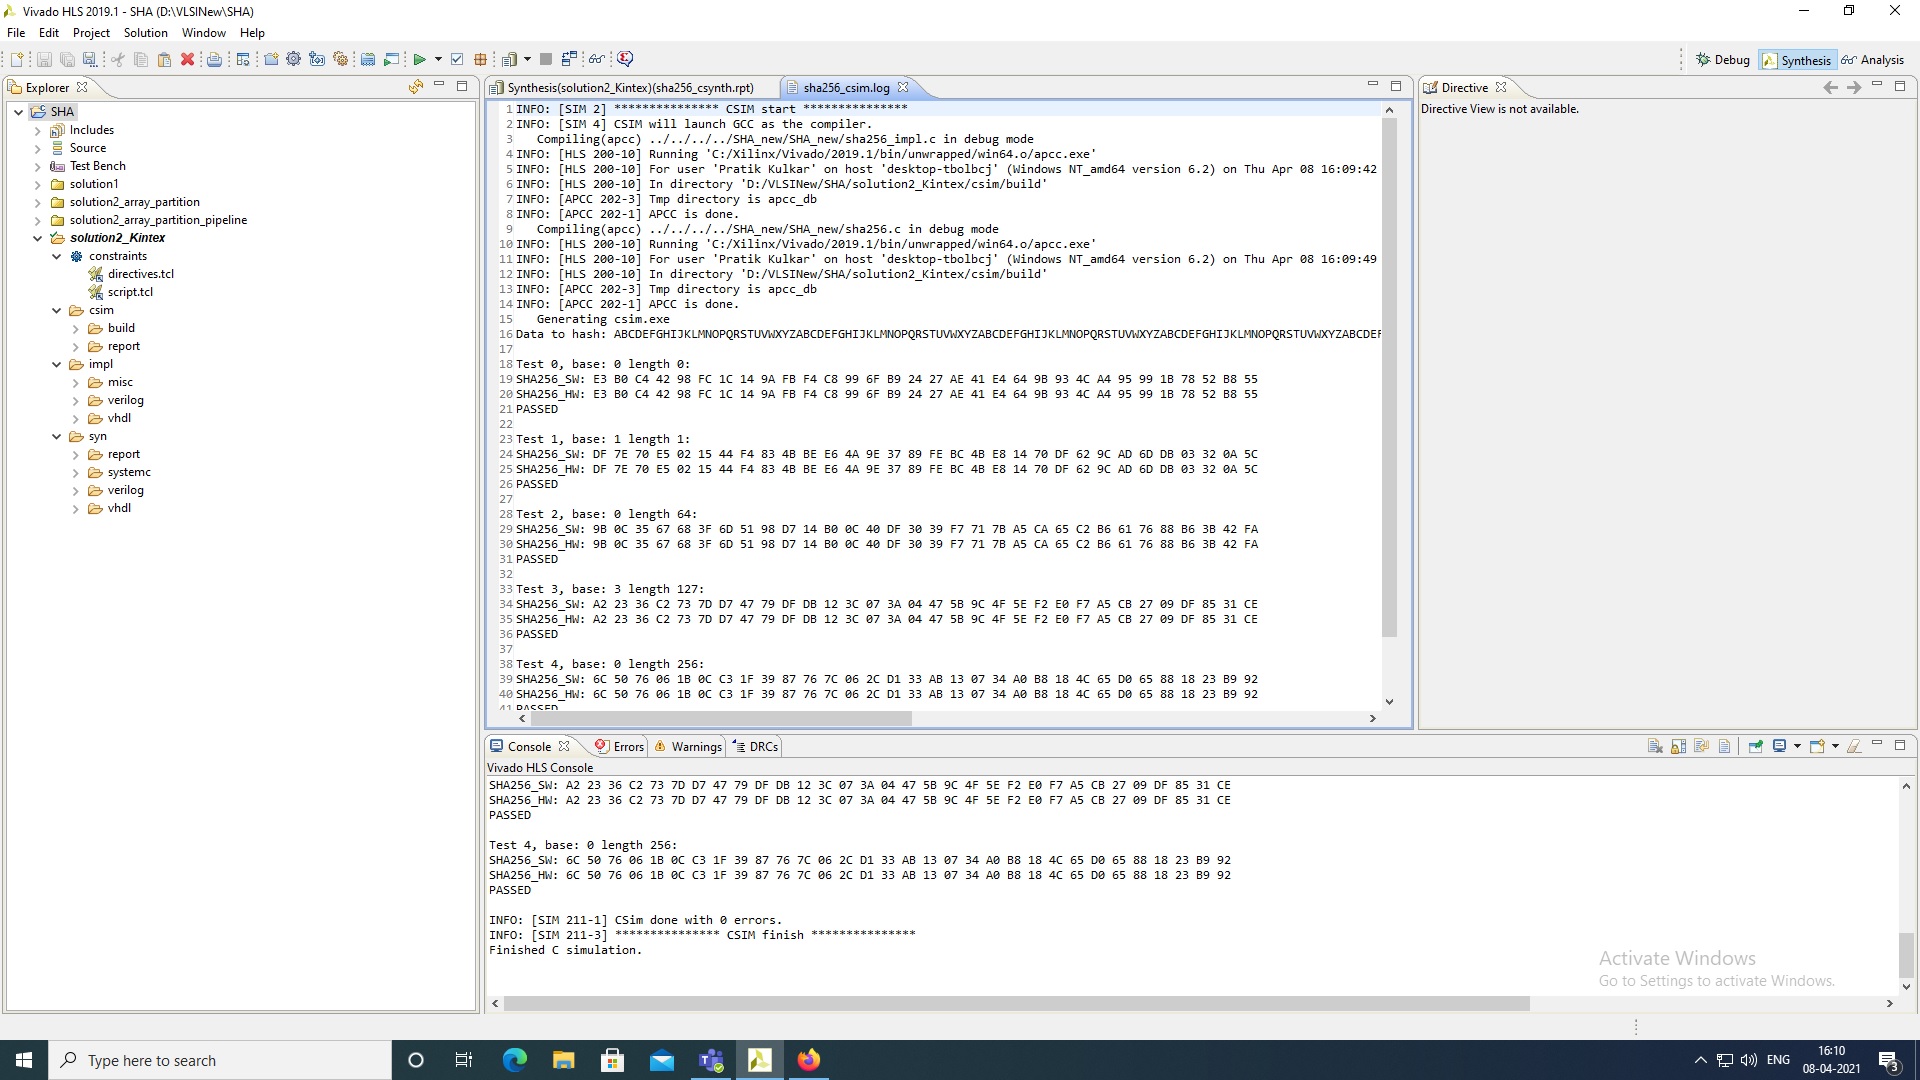 Vivado HLS 2019.1 - SHA (D:\VLSINew\SHA)
File Edit Project Solution Window Help
Debug Synthesis Analysis
Explorer
SHA
Includes
Source
Test Bench
solution1
solution2_array_partition
solution2_array_partition_pipeline
solution2_Kintex
constraints
directives.tcl
script.tcl
csim
build
report
impl
misc
verilog
vhdl
syn
report
systemc
verilog
vhdl
Synthesis(solution2_Kintex)(sha256_csynth.rpt) sha256_csim.log
1 INFO: [SIM 2] *************** CSIM start ***************
2 INFO: [SIM 4] CSIM will launch GCC as the compiler.
3 Compiling(apcc) ../../../../SHA_new/SHA_new/sha256_impl.c in debug mode
4 INFO: [HLS 200-10] Running 'C:/Xilinx/Vivado/2019.1/bin/unwrapped/win64.o/apcc.exe'
5 INFO: [HLS 200-10] For user 'Pratik Kulkar' on host 'desktop-tbolbcj' (Windows NT_amd64 version 6.2) on Thu Apr 08 16:09:42
6 INFO: [HLS 200-10] In directory 'D:/VLSINew/SHA/solution2_Kintex/csim/build'
7 INFO: [APCC 202-3] Tmp directory is apcc_db
8 INFO: [APCC 202-1] APCC is done.
9 Compiling(apcc) ../../../../SHA_new/SHA_new/sha256.c in debug mode
10 INFO: [HLS 200-10] Running 'C:/Xilinx/Vivado/2019.1/bin/unwrapped/win64.o/apcc.exe'
11 INFO: [HLS 200-10] For user 'Pratik Kulkar' on host 'desktop-tbolbcj' (Windows NT_amd64 version 6.2) on Thu Apr 08 16:09:49
12 INFO: [HLS 200-10] In directory 'D:/VLSINew/SHA/solution2_Kintex/csim/build'
13 INFO: [APCC 202-3] Tmp directory is apcc_db
14 INFO: [APCC 202-1] APCC is done.
15 Generating csim.exe
16 Data to hash: ABCDEFGHIJKLMNOPQRSTUVWXYZABCDEFGHIJKLMNOPQRSTUVWXYZABCDEFGHIJKLMNOPQRSTUVWXYZABCDEFGHIJKLMNOPQRSTUVWXYZABCDEF
17
18 Test 0, base: 0 length 0:
19 SHA256_SW: E3 B0 C4 42 98 FC 1C 14 9A FB F4 C8 99 6F B9 24 27 AE 41 E4 64 9B 93 4C A4 95 99 1B 78 52 B8 55
20 SHA256_HW: E3 B0 C4 42 98 FC 1C 14 9A FB F4 C8 99 6F B9 24 27 AE 41 E4 64 9B 93 4C A4 95 99 1B 78 52 B8 55
21 PASSED
22
23 Test 1, base: 1 length 1:
24 SHA256_SW: DF 7E 70 E5 02 15 44 F4 83 4B BE E6 4A 9E 37 89 FE BC 4B E8 14 70 DF 62 9C AD 6D DB 03 32 0A 5C
25 SHA256_HW: DF 7E 70 E5 02 15 44 F4 83 4B BE E6 4A 9E 37 89 FE BC 4B E8 14 70 DF 62 9C AD 6D DB 03 32 0A 5C
26 PASSED
27
28 Test 2, base: 0 length 64:
29 SHA256_SW: 9B 0C 35 67 68 3F 6D 51 98 D7 14 B0 0C 40 DF 30 39 F7 71 7B A5 CA 65 C2 B6 61 76 88 B6 3B 42 FA
30 SHA256_HW: 9B 0C 35 67 68 3F 6D 51 98 D7 14 B0 0C 40 DF 30 39 F7 71 7B A5 CA 65 C2 B6 61 76 88 B6 3B 42 FA
31 PASSED
32
33 Test 3, base: 3 length 127:
34 SHA256_SW: A2 23 36 C2 73 7D D7 47 79 DF DB 12 3C 07 3A 04 47 5B 9C 4F 5E F2 E0 F7 A5 CB 27 09 DF 85 31 CE
35 SHA256_HW: A2 23 36 C2 73 7D D7 47 79 DF DB 12 3C 07 3A 04 47 5B 9C 4F 5E F2 E0 F7 A5 CB 27 09 DF 85 31 CE
36 PASSED
37
38 Test 4, base: 0 length 256:
39 SHA256_SW: 6C 50 76 06 1B 0C C3 1F 39 87 76 7C 06 2C D1 33 AB 13 07 34 A0 B8 18 4C 65 D0 65 88 18 23 B9 92
40 SHA256_HW: 6C 50 76 06 1B 0C C3 1F 39 87 76 7C 06 2C D1 33 AB 13 07 34 A0 B8 18 4C 65 D0 65 88 18 23 B9 92
41 PASSED
Directive
Directive View is not available.
Console Errors Warnings DRCs
Vivado HLS Console
SHA256_SW: A2 23 36 C2 73 7D D7 47 79 DF DB 12 3C 07 3A 04 47 5B 9C 4F 5E F2 E0 F7 A5 CB 27 09 DF 85 31 CE
SHA256_HW: A2 23 36 C2 73 7D D7 47 79 DF DB 12 3C 07 3A 04 47 5B 9C 4F 5E F2 E0 F7 A5 CB 27 09 DF 85 31 CE
PASSED
Test 4, base: 0 length 256:
SHA256_SW: 6C 50 76 06 1B 0C C3 1F 39 87 76 7C 06 2C D1 33 AB 13 07 34 A0 B8 18 4C 65 D0 65 88 18 23 B9 92
SHA256_HW: 6C 50 76 06 1B 0C C3 1F 39 87 76 7C 06 2C D1 33 AB 13 07 34 A0 B8 18 4C 65 D0 65 88 18 23 B9 92
PASSED
INFO: [SIM 211-1] CSim done with 0 errors.
INFO: [SIM 211-3] *************** CSIM finish ***************
Finished C simulation.
Activate Windows
Go to Settings to activate Windows.
Type here to search
ENG
16:10
08-04-2021
3